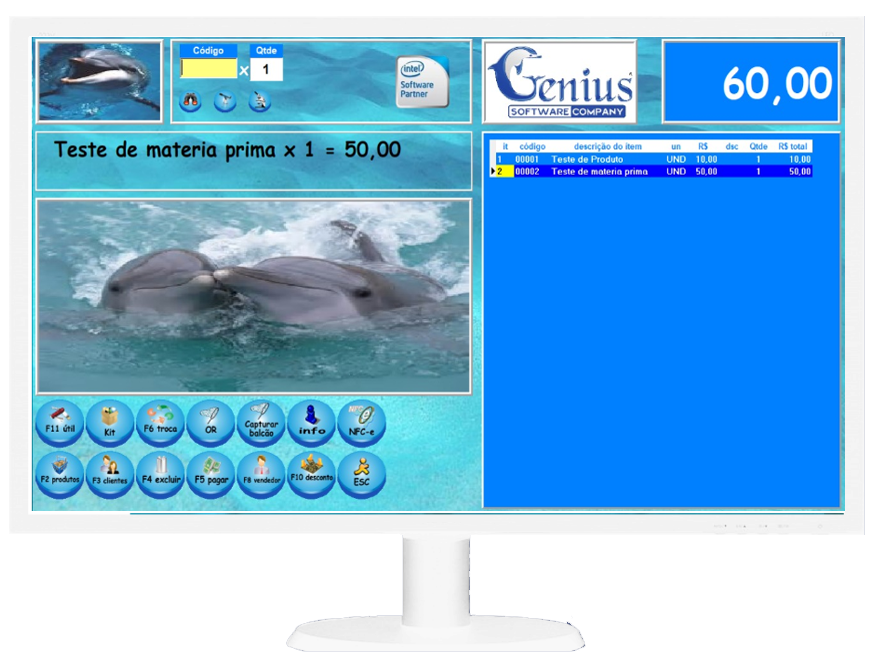 Código Qtde
x 1
intel
Software
Partner
Genius
SOFTWARE COMPANY
60,00
Teste de materia prima x 1 = 50,00
it código descrição do item un R$ dsc Qtde R$ total
1 00001 Teste de Produto UND 10,00 1 10,00
2 00002 Teste de materia prima UND 50,00 1 50,00
F11 útil
Kit
F6 troca
OR
Capturar
balcão
info
NFC-e
F2 produtos
F3 clientes
F4 excluir
F5 pagar
F8 vendedor
F10 desconto
ESC